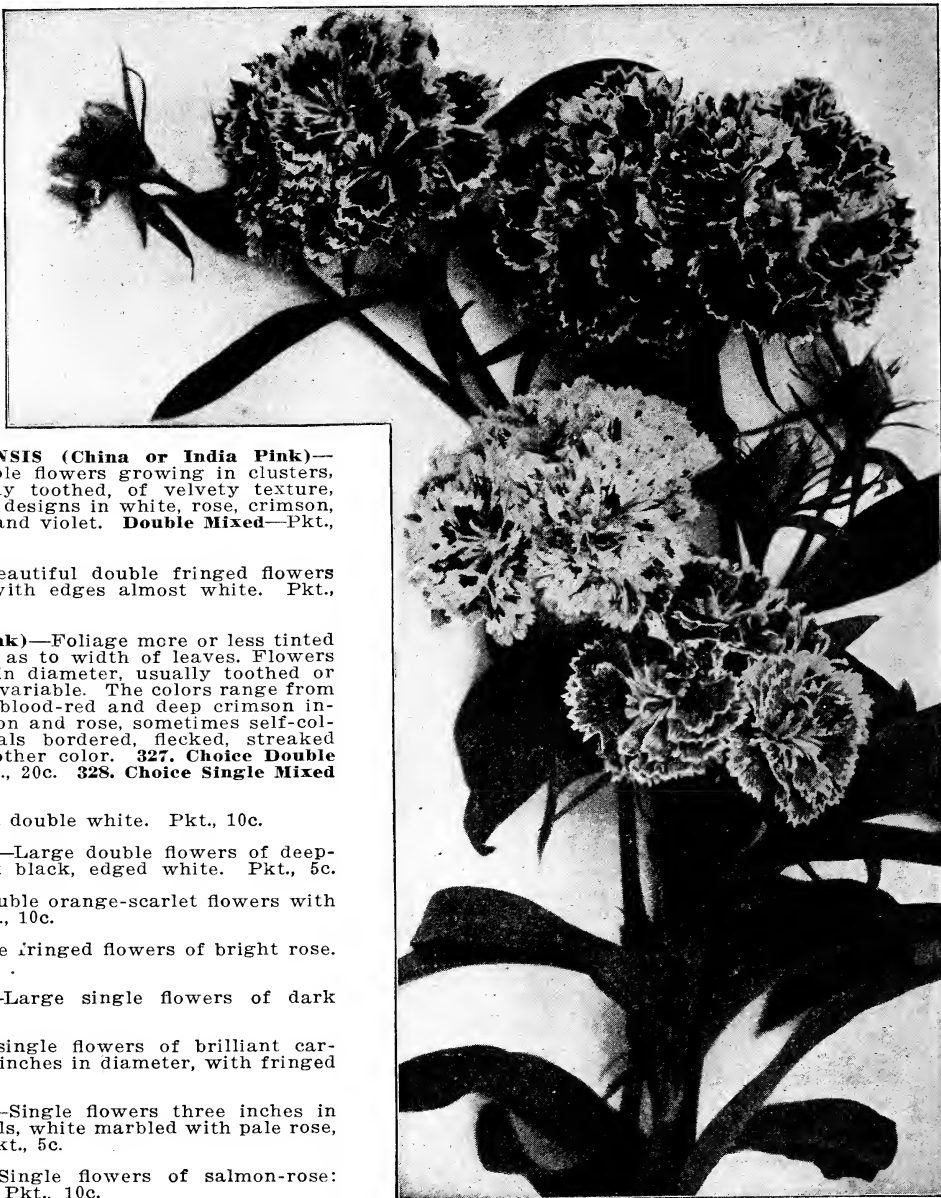 NSIS (China or India Pink)—
ble flowers growing in clusters,
y toothed, of velvety texture,
designs in white, rose, crimson,
and violet. Double Mixed—Pkt.,
eautiful double fringed flowers
vith edges almost white. Pkt.,
nk)—Foliage more or less tinted
as to width of leaves. Flowers
in diameter, usually toothed or
variable. The colors range from
blood-red and deep crimson in-
on and rose, sometimes self-col-
als bordered, flecked, streaked
other color. 327. Choice Double
., 20c. 328. Choice Single Mixed
double white. Pkt., 10c.
—Large double flowers of deep-
black, edged white. Pkt., 5c.
uble orange-scarlet flowers with
., 10c.
e fringed flowers of bright rose.
-Large single flowers of dark
single flowers of brilliant car-
inches in diameter, with fringed
-Single flowers three inches in
ls, white marbled with pale rose,
kt., 5c.
Single flowers of salmon-rose:
Pkt., 10c.